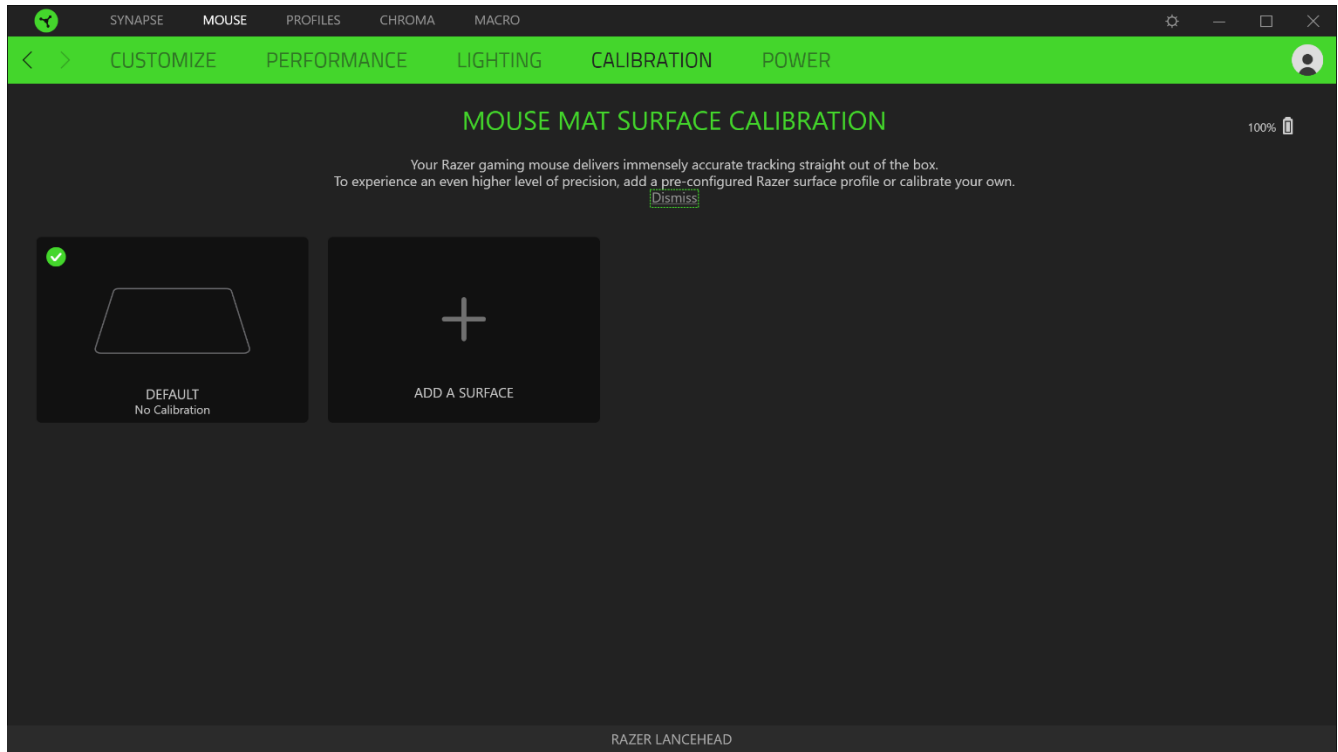 SYNAPSE MOUSE PROFILES CHROMA MACRO
CUSTOMIZE PERFORMANCE LIGHTING CALIBRATION POWER
MOUSE MAT SURFACE CALIBRATION
100%
Your Razer gaming mouse delivers immensely accurate tracking straight out of the box.
To experience an even higher level of precision, add a pre-configured Razer surface profile or calibrate your own.
Dismiss
DEFAULT
No Calibration
ADD A SURFACE
RAZER LANCEHEAD